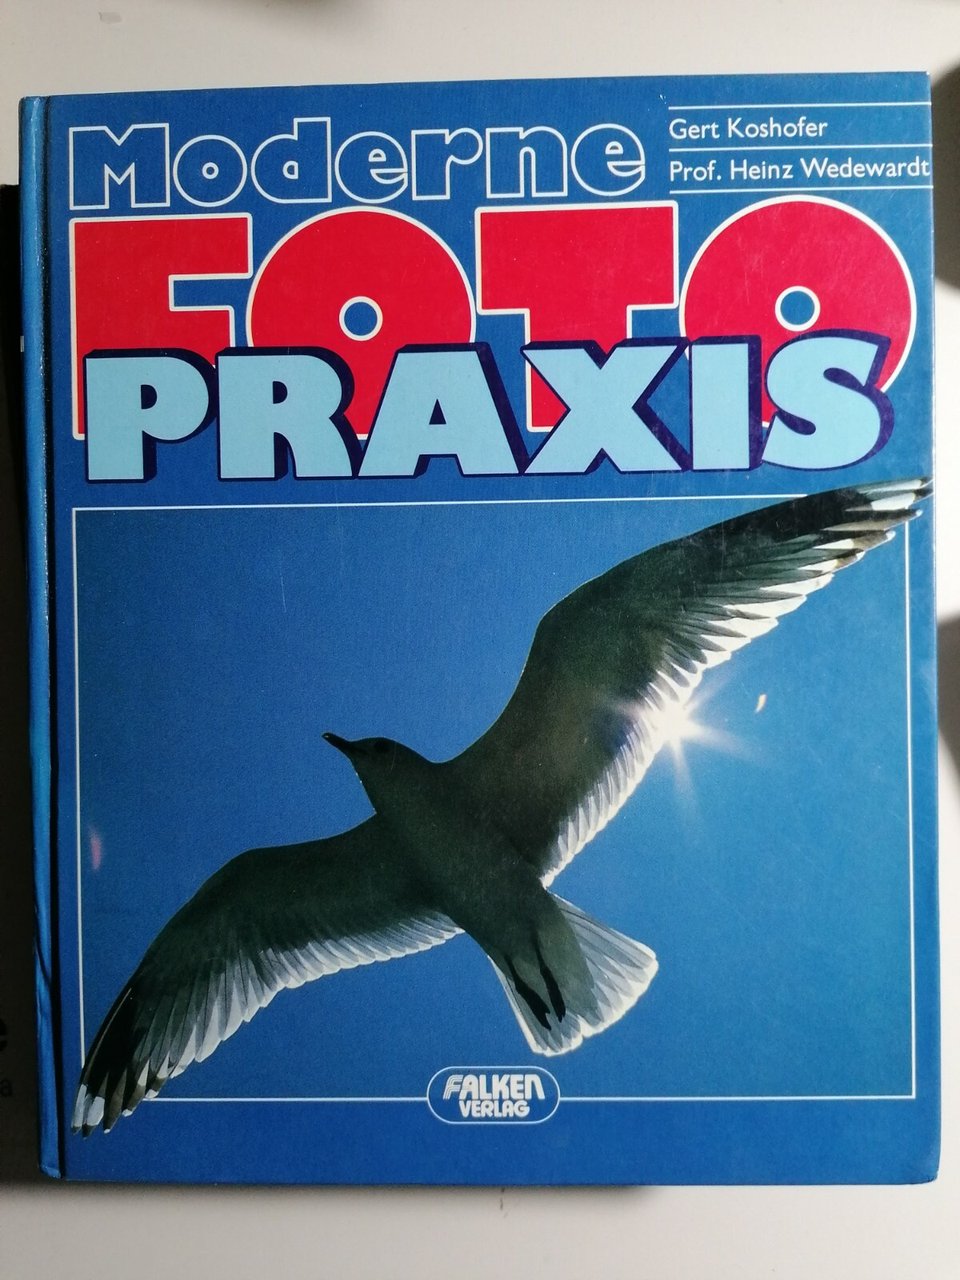 Moderne
Gert Koshofer
Prof. Heinz Wedewardt
FOTO
PRAXIS
FALKEN
VERLAG